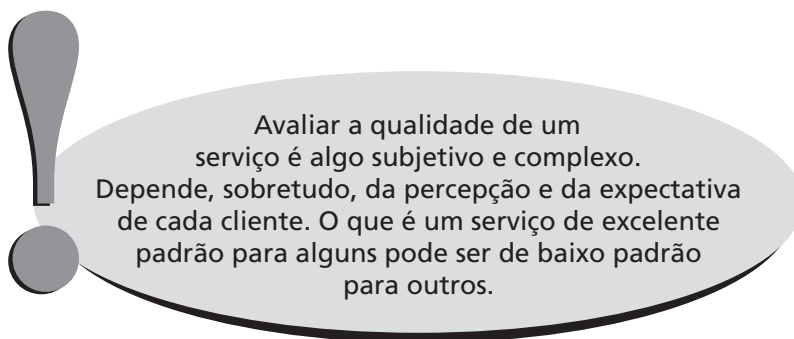 Avaliar a qualidade de um
serviço é algo subjetivo e complexo.
Depende, sobretudo, da percepção e da expectativa
de cada cliente. O que é um serviço de excelente
padrão para alguns pode ser de baixo padrão
para outros.